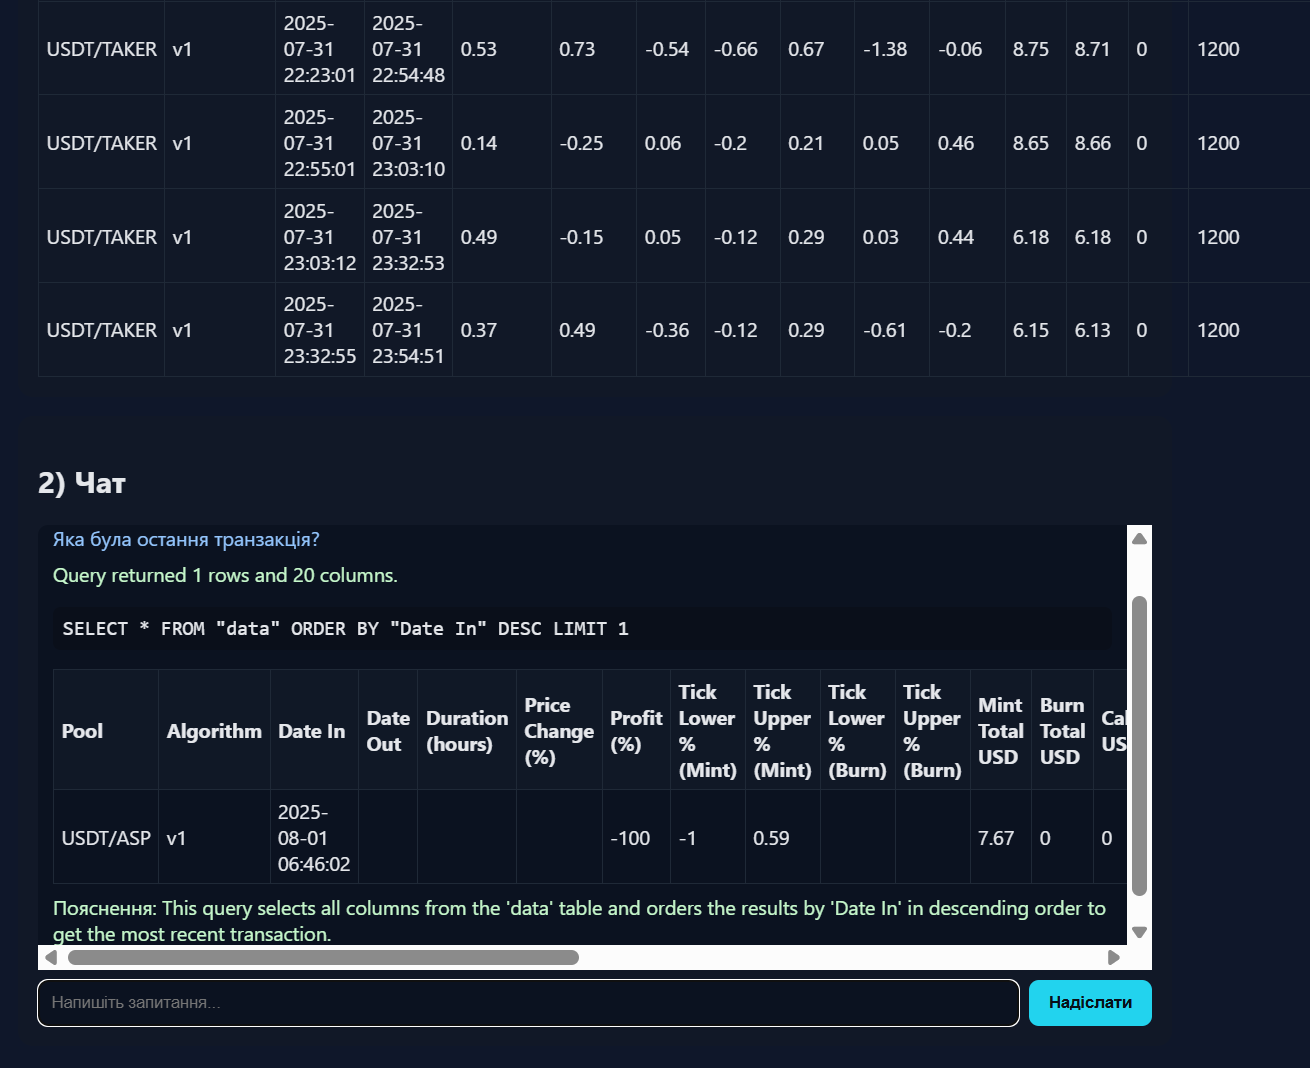 USDT/TAKER v1 2025-07-31 22:23:01 2025-07-31 22:54:48 0.53 0.73 -0.54 -0.66 0.67 -1.38 -0.06 8.75 8.71 0 1200
USDT/TAKER v1 2025-07-31 22:55:01 2025-07-31 23:03:10 0.14 -0.25 0.06 -0.2 0.21 0.05 0.46 8.65 8.66 0 1200
USDT/TAKER v1 2025-07-31 23:03:12 2025-07-31 23:32:53 0.49 -0.15 0.05 -0.12 0.29 0.03 0.44 6.18 6.18 0 1200
USDT/TAKER v1 2025-07-31 23:32:55 2025-07-31 23:54:51 0.37 0.49 -0.36 -0.12 0.29 -0.61 -0.2 6.15 6.13 0 1200
2) Чат
Яка була остання транзакція?
Query returned 1 rows and 20 columns.
SELECT * FROM "data" ORDER BY "Date In" DESC LIMIT 1
Pool Algorithm Date In Date Out Duration (hours) Price Change (%) Profit (%) Tick Lower % (Mint) Tick Upper % (Mint) Tick Lower % (Burn) Tick Upper % (Burn) Mint Total USD Burn Total USD
USDT/ASP v1 2025-08-01 06:46:02 -100 -1 0.59 7.67 0 0
Пояснення: This query selects all columns from the 'data' table and orders the results by 'Date In' in descending order to
get the most recent transaction.
Напишіть запитання...
Надіслати